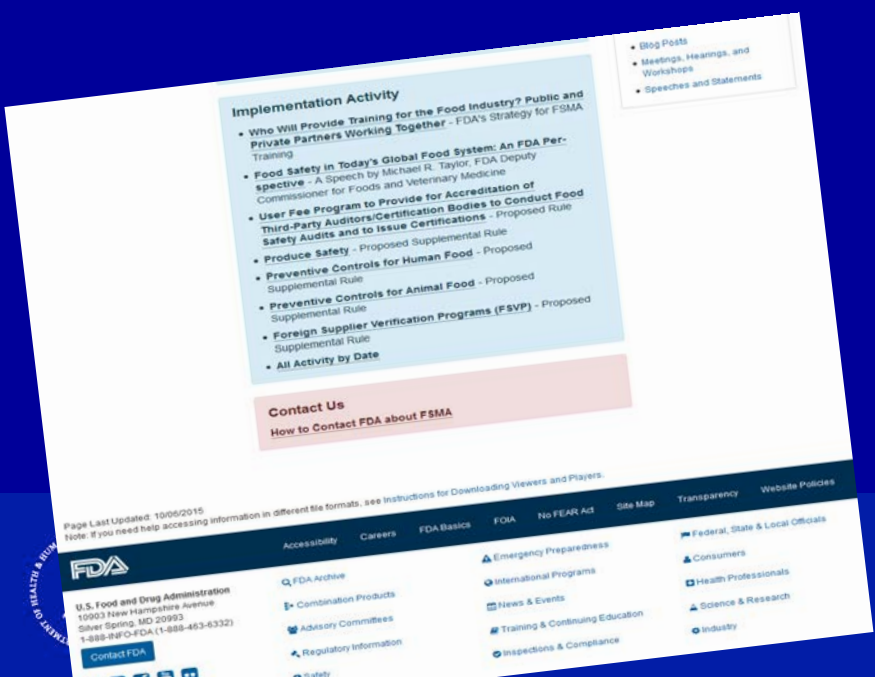 Blog Posts
Meetings, Hearings, and
Workshops
Speeches and Statements
Implementation Activity
Who Will Provide Training for the Food Industry? Public and
Private Partners Working Together - FDA's Strategy for FSMA
Training
Food Safety in Today's Global Food System: An FDA Per-
spective - A Speech by Michael R. Taylor, FDA Deputy
Commissioner for Foods and Veterinary Medicine
User Fee Program to Provide for Accreditation of
Third-Party Auditors/Certification Bodies to Conduct Food
Safety Audits and to Issue Certifications - Proposed Rule
Produce Safety - Proposed Supplemental Rule
Preventive Controls for Human Food - Proposed
Supplemental Rule
Preventive Controls for Animal Food - Proposed
Supplemental Rule
Foreign Supplier Verification Programs (FSVP) - Proposed
Supplemental Rule
All Activity by Date
Contact Us
How to Contact FDA about FSMA
Page Last Updated: 10/06/2015
Note: If you need help accessing information in different file formats, see Instructions for Downloading Viewers and Players.
Accessibility Careers FDA Basics FOIA No FEAR Act Site Map Transparency Website Policies
FDA
U.S. Food and Drug Administration
10903 New Hampshire Avenue
Silver Spring, MD 20993
1-888-INFO-FDA (1-888-463-6332)
Contact FDA
FDA Archive
Combination Products
Advisory Committees
Regulatory Information
Safety
Emergency Preparedness
International Programs
News & Events
Training & Continuing Education
Inspections & Compliance
Federal, State & Local Officials
Consumers
Health Professionals
Science & Research
Industry
OF HEALTH & HUM